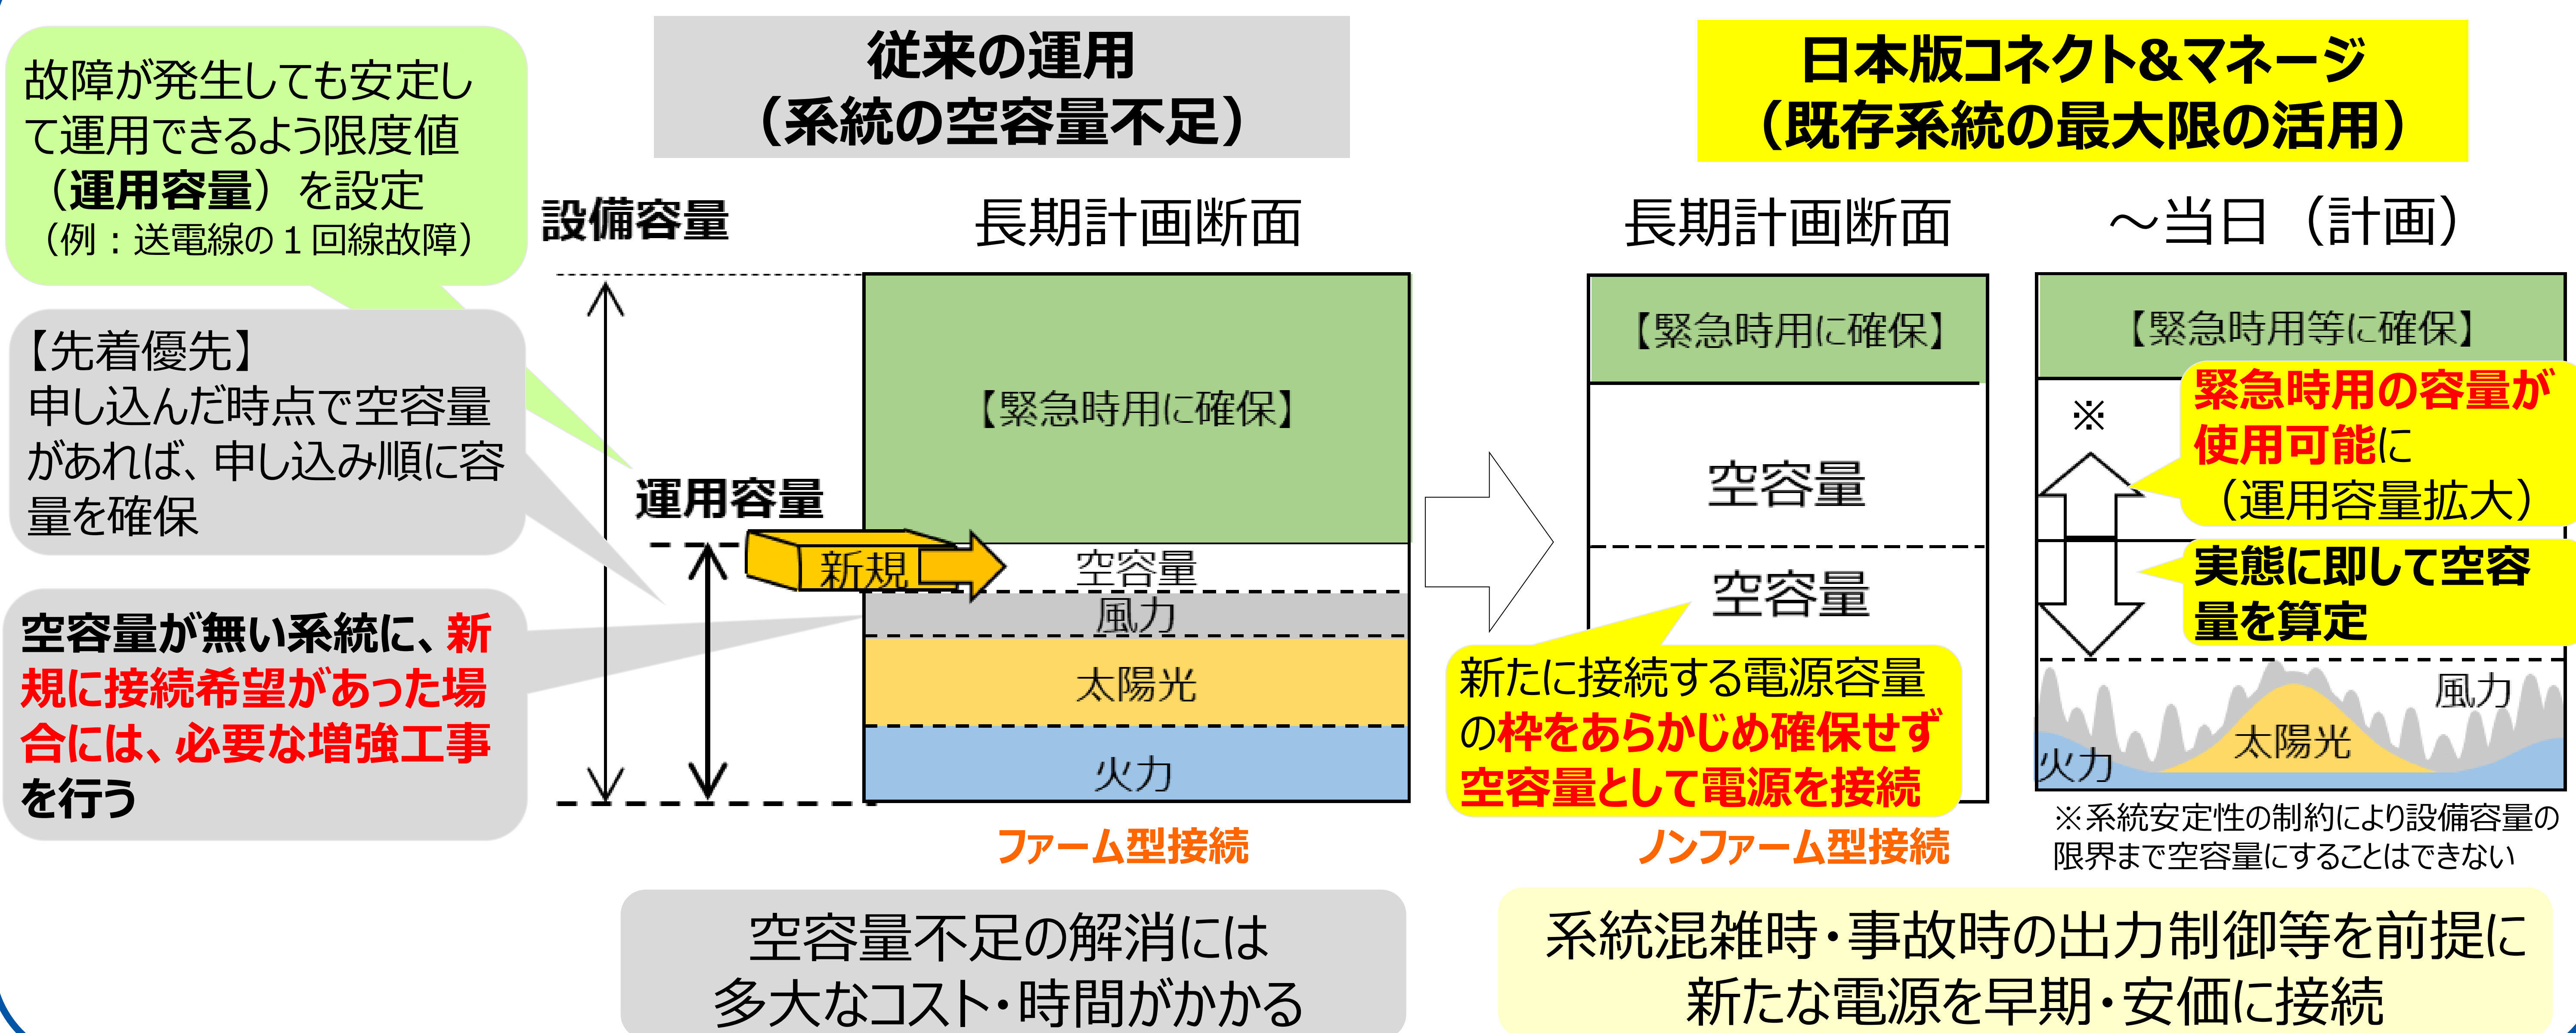 従来の運用
（系統の空容量不足）
日本版コネクト&マネージ
（既存系統の最大限の活用）
故障が発生しても安定し
て運用できるよう限度値
（運用容量）を設定
（例：送電線の１回線故障）
【先着優先】
申し込んだ時点で空容量
があれば、申し込み順に容
量を確保
空容量が無い系統に、新
規に接続希望があった場
合には、必要な増強工事
を行う
設備容量
長期計画断面
運用容量
新規
【緊急時用に確保】
空容量
風力
太陽光
火力
ファーム型接続
空容量不足の解消には
多大なコスト・時間がかかる
長期計画断面
【緊急時用に確保】
空容量
空容量
新たに接続する電源容量
の枠をあらかじめ確保せず
空容量として電源を接続
ノンファーム型接続
～当日（計画）
【緊急時用等に確保】
※
緊急時用の容量が
使用可能に
（運用容量拡大）
実態に即して空容
量を算定
風力
太陽光
火力
※系統安定性の制約により設備容量の
限界まで空容量にすることはできない
系統混雑時・事故時の出力制御等を前提に
新たな電源を早期・安価に接続